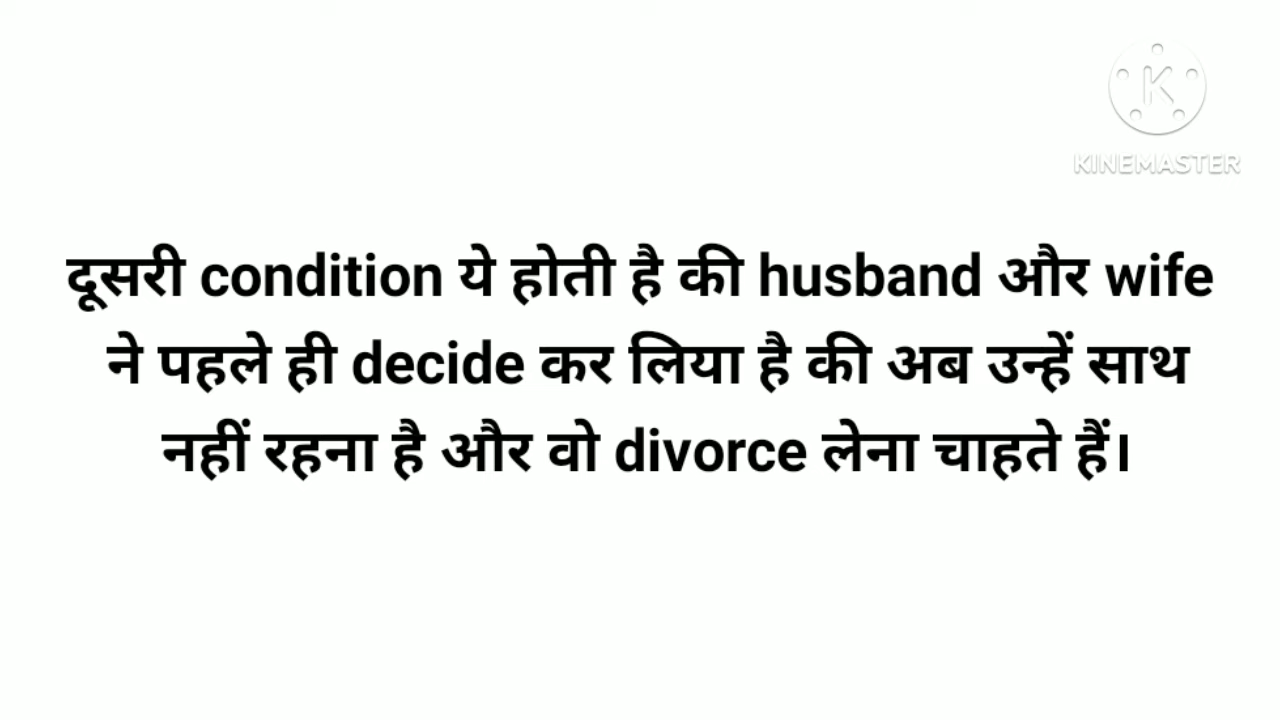 KINEMASTER
दूसरी condition ये होती है की husband और wife
ने पहले ही decide कर लिया है की अब उन्हें साथ
नहीं रहना है और वो divorce लेना चाहते हैं।